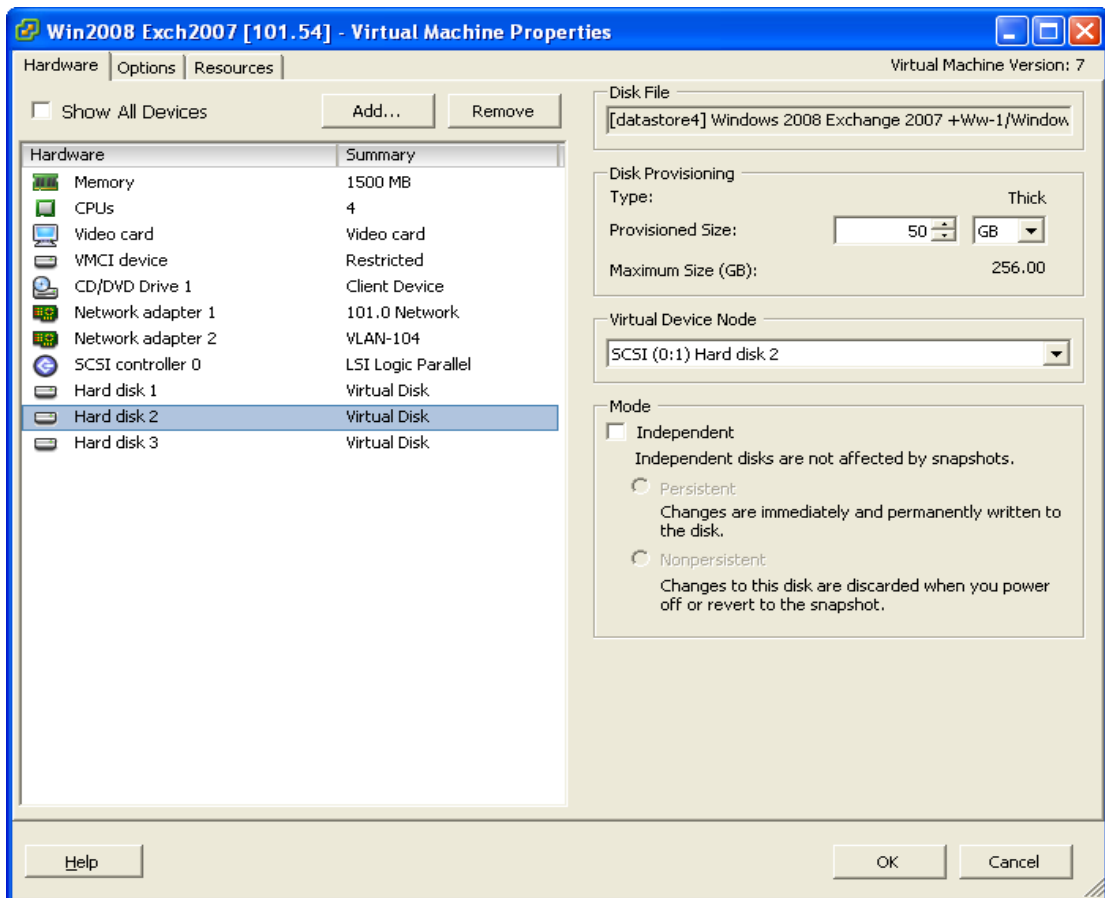 Win2008 Exch2007 [101.54] - Virtual Machine Properties
Hardware Options Resources Virtual Machine Version: 7
Show All Devices Add... Remove
Hardware Summary
Memory 1500 MB
CPUs 4
Video card Video card
VMCI device Restricted
CD/DVD Drive 1 Client Device
Network adapter 1 101.0 Network
Network adapter 2 VLAN-104
SCSI controller 0 LSI Logic Parallel
Hard disk 1 Virtual Disk
Hard disk 2 Virtual Disk
Hard disk 3 Virtual Disk
Disk File
[datastore4] Windows 2008 Exchange 2007 +Ww-1/Window
Disk Provisioning
Type: Thick
Provisioned Size: 50 GB
Maximum Size (GB): 256.00
Virtual Device Node
SCSI (0:1) Hard disk 2
Mode
Independent
Independent disks are not affected by snapshots.
Persistent
Changes are immediately and permanently written to
the disk.
Nonpersistent
Changes to this disk are discarded when you power
off or revert to the snapshot.
Help OK Cancel